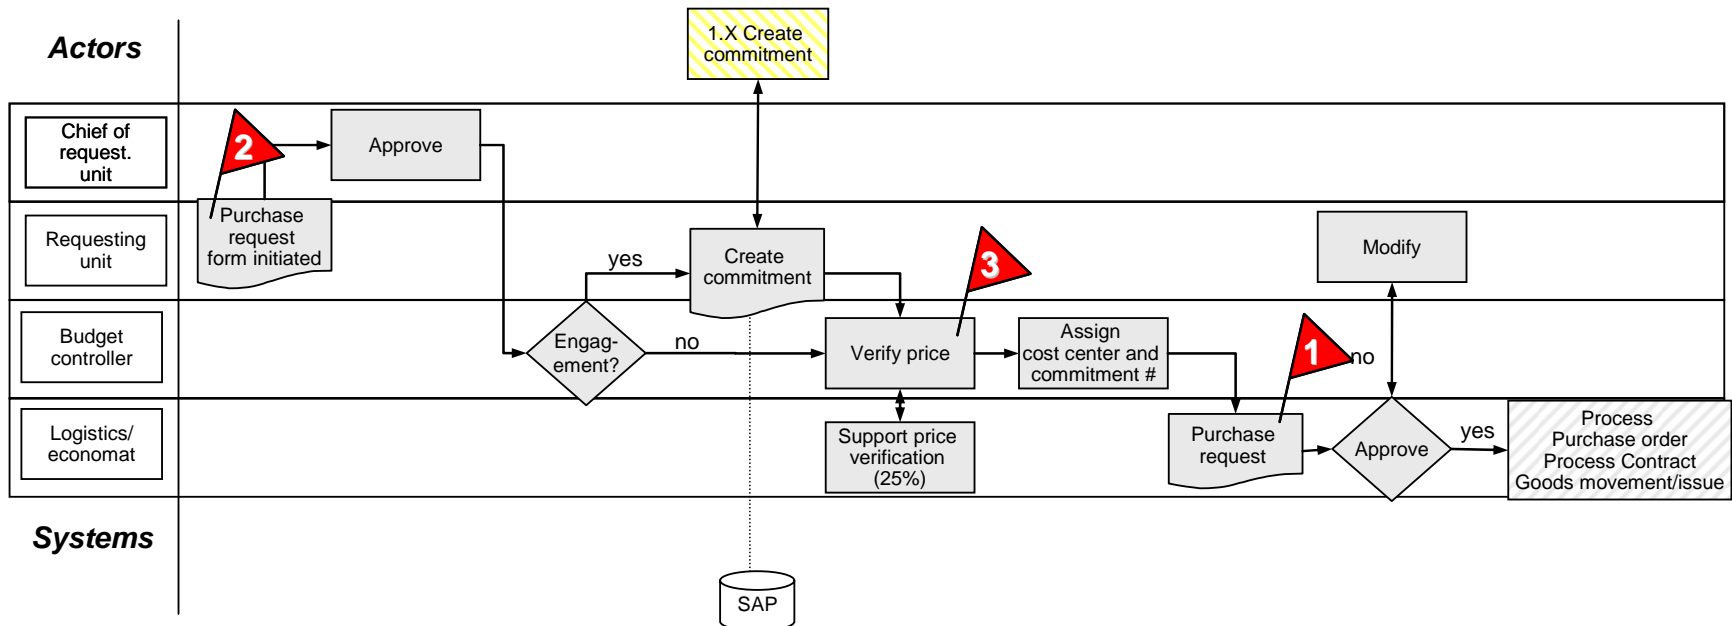 Actors
1.X Create
commitment
Chief of
request.
unit
2
Approve
Purchase
request
form initiated
Requesting
unit
yes
Create
commitment
3
Modify
Budget
controller
Engag-
ement?
no
Verify price
Assign
cost center and
commitment #
1
no
Logistics/
economat
Support price
verification
(25%)
Purchase
request
Approve
yes
Process
Purchase order
Process Contract
Goods movement/issue
Systems
SAP